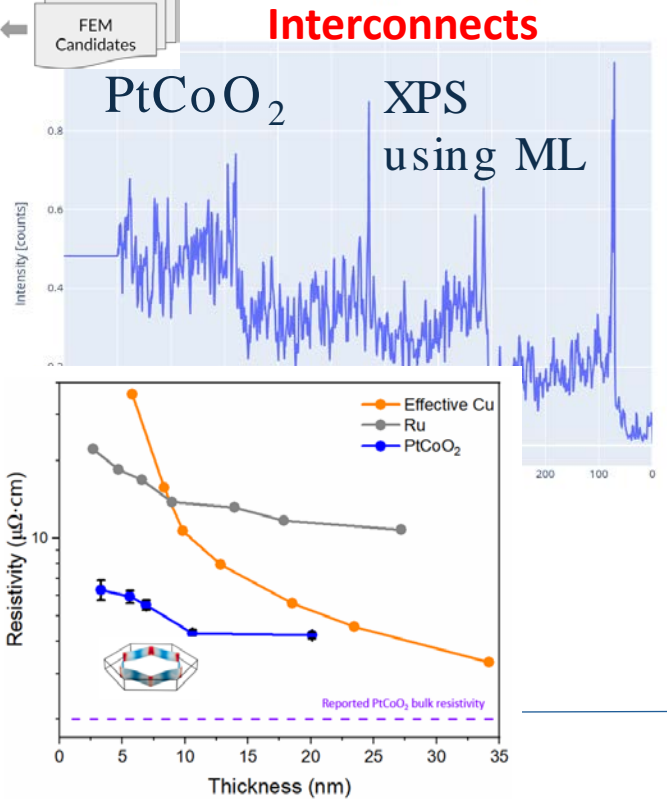 FEM
Candidates
Interconnects
PtCoO₂
XPS
using ML
Intensity [counts]
0.8
0.6
0.4
200 100 0
Effective Cu
Ru
PtCoO₂
Resistivity (μΩ·cm)
10
Reported PtCoO₂ bulk resistivity
0 5 10 15 20 25 30 35
Thickness (nm)